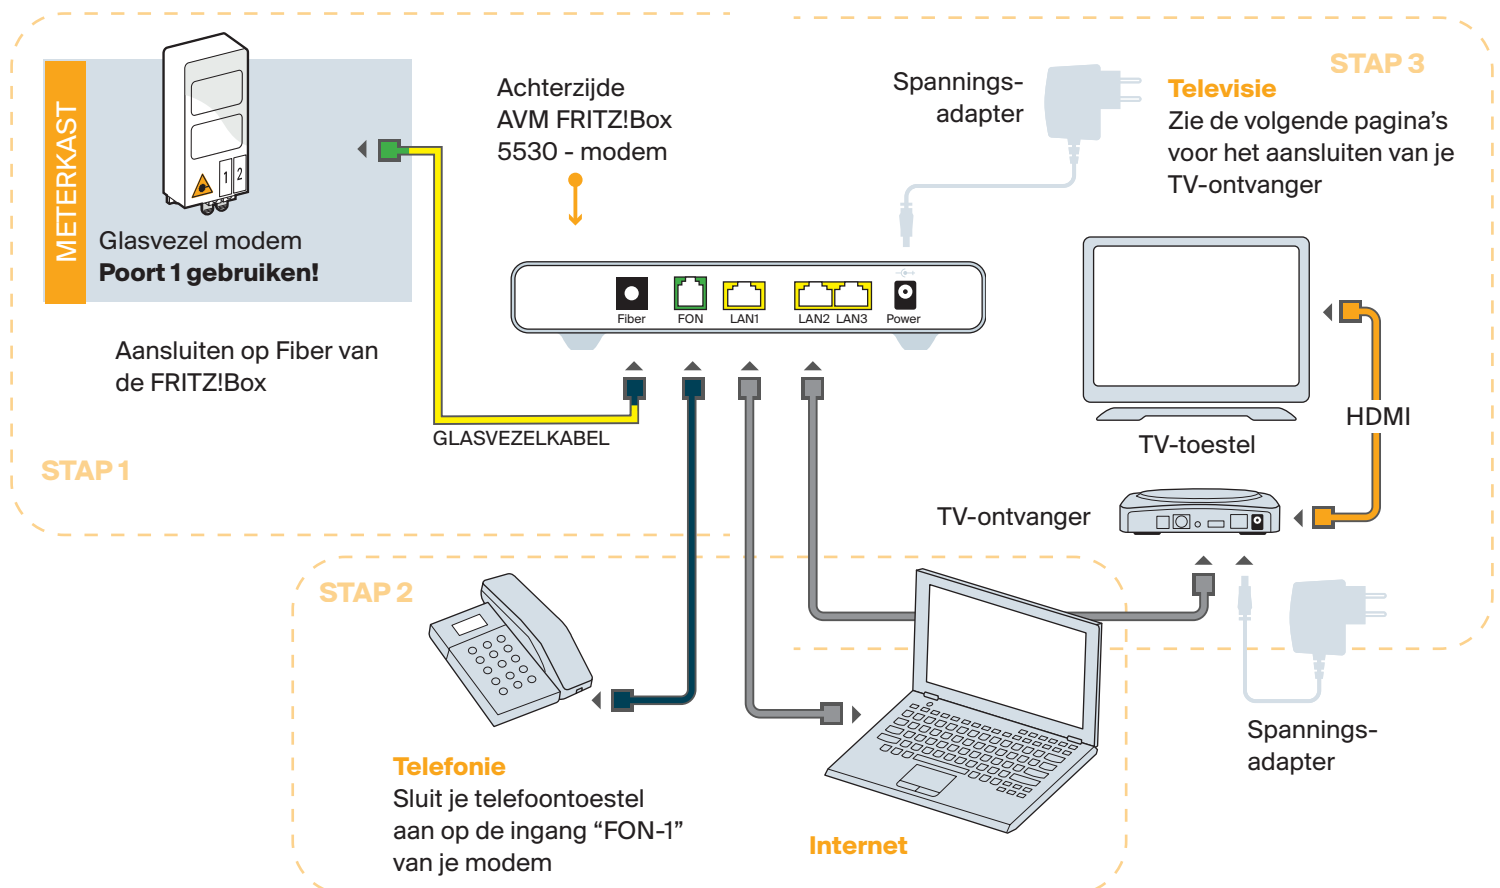 METERKAST
1
2
Glasvezel modem
Poort 1 gebruiken!
Aansluiten op Fiber van
de FRITZ!Box
STAP 1
GLASVEZELKABEL
Achterzijde
AVM FRITZ!Box
5530 - modem
Spannings-
adapter
Fiber
FON
LAN1
LAN2
LAN3
Power
STAP 2
Telefonie
Sluit je telefoontoestel
aan op de ingang “FON-1”
van je modem
Internet
STAP 3
Televisie
Zie de volgende pagina’s
voor het aansluiten van je
TV-ontvanger
HDMI
TV-toestel
TV-ontvanger
Spannings-
adapter